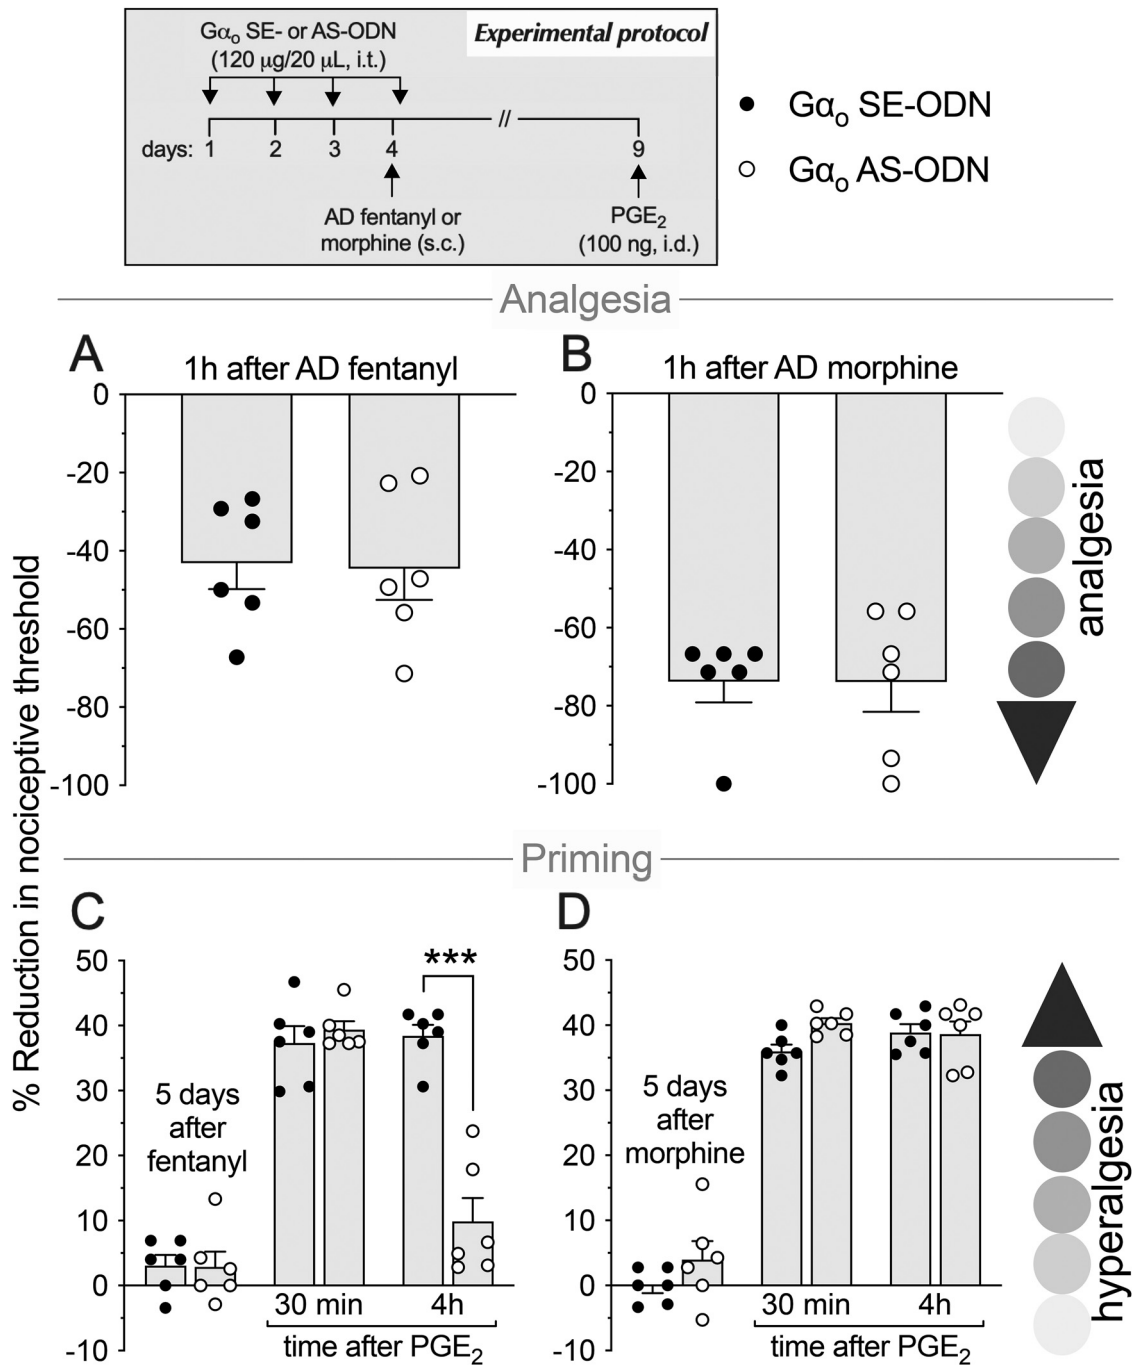 Gαo SE- or AS-ODN
(120 μg/20 μL, i.t.)
Experimental protocol
days: 1 2 3 4 // 9
AD fentanyl or
morphine (s.c.)
PGE2
(100 ng, i.d.)
Gαo SE-ODN
Gαo AS-ODN
Analgesia
A
1h after AD fentanyl
0
-20
-40
-60
-80
-100
B
1h after AD morphine
0
-20
-40
-60
-80
-100
analgesia
% Reduction in nociceptive threshold
Priming
C
50
40
30
20
10
0
-10
5 days
after
fentanyl
***
30 min 4h
time after PGE2
D
50
40
30
20
10
0
-10
5 days
after
morphine
30 min 4h
time after PGE2
hyperalgesia